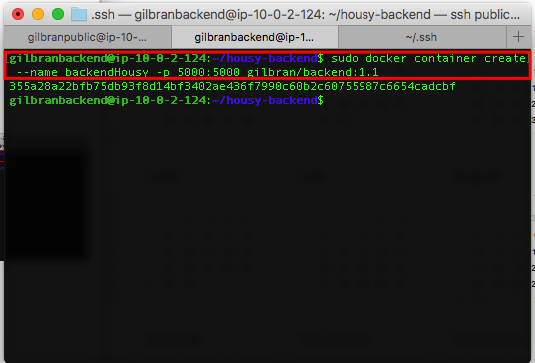 .ssh — gilbranbackend@ip-10-0-2-124: ~/housy-backend — ssh public...
gilbranpublic@ip-10-... gilbranbackend@ip-1... ~/.ssh +
gilbranbackend@ip-10-0-2-124:~/housy-backend$ sudo docker container create
--name backendHousy -p 5000:5000 gilbran/backend:1.1
355a28a22bfb75db93f8d14bf3402ae436f7990c60b2c60755987c6654cadcbf
gilbranbackend@ip-10-0-2-124:~/housy-backend$